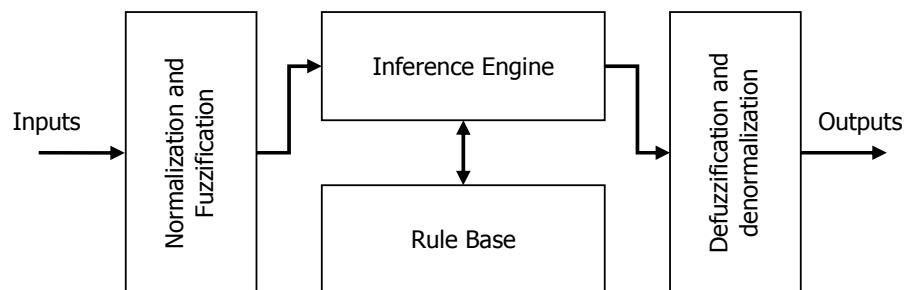 Inputs
Normalization and
Fuzzification
Inference Engine
Rule Base
Defuzzification and
denormalization
Outputs